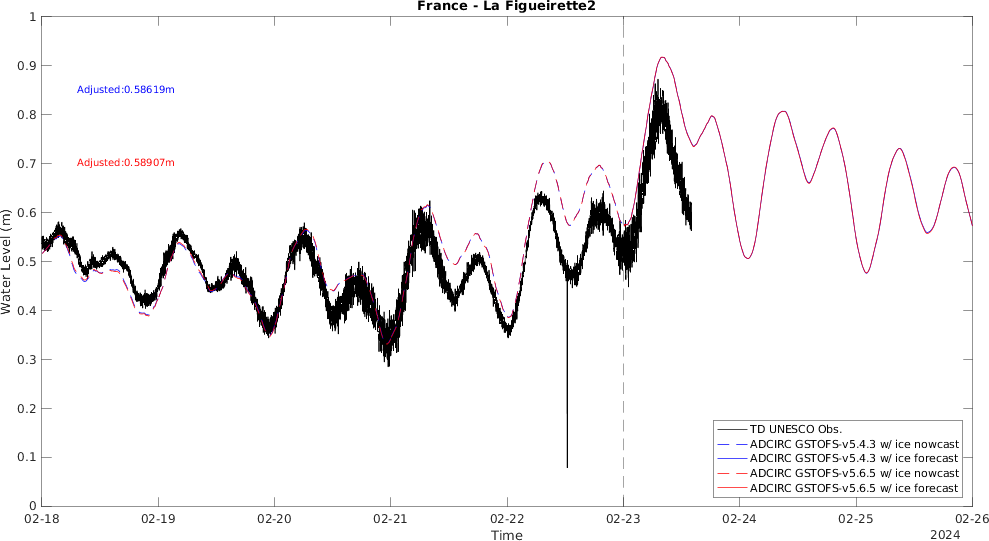 France - La Figueirette2
1
0.9
0.8
0.7
0.6
0.5
0.4
0.3
0.2
0.1
0
Water Level (m)
Adjusted:0.58619m
Adjusted:0.58907m
TD UNESCO Obs.
ADCIRC GSTOFS-v5.4.3 w/ ice nowcast
ADCIRC GSTOFS-v5.4.3 w/ ice forecast
ADCIRC GSTOFS-v5.6.5 w/ ice nowcast
ADCIRC GSTOFS-v5.6.5 w/ ice forecast
02-18 02-19 02-20 02-21 02-22 02-23 02-24 02-25 02-26
Time
2024